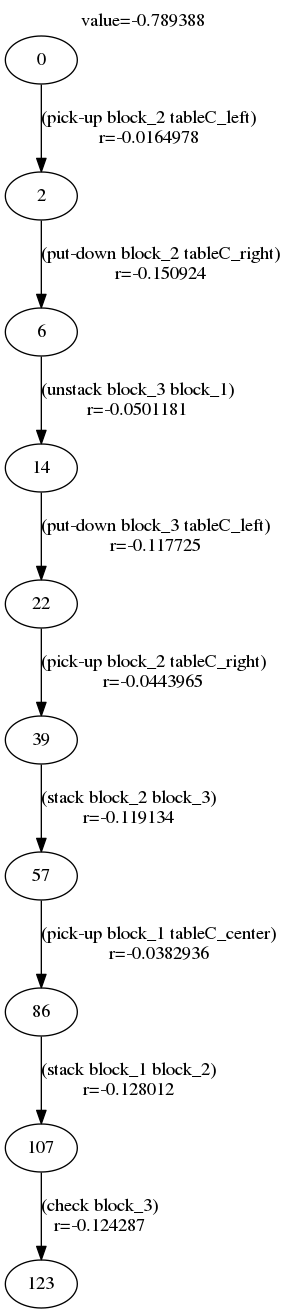 value=-0.789388
0
(pick-up block_2 tableC_left)
r=-0.0164978
2
(put-down block_2 tableC_right)
r=-0.150924
6
(unstack block_3 block_1)
r=-0.0501181
14
(put-down block_3 tableC_left)
r=-0.117725
22
(pick-up block_2 tableC_right)
r=-0.0443965
39
(stack block_2 block_3)
r=-0.119134
57
(pick-up block_1 tableC_center)
r=-0.0382936
86
(stack block_1 block_2)
r=-0.128012
107
(check block_3)
r=-0.124287
123